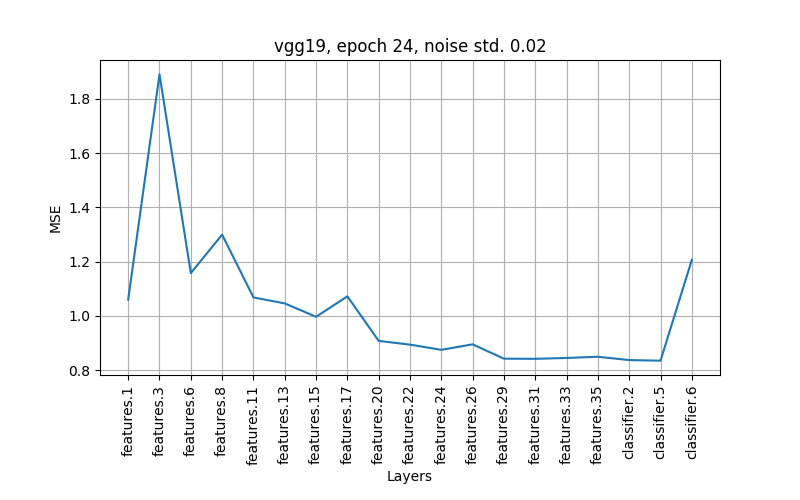 vgg19, epoch 24, noise std. 0.02
MSE
1.8
1.6
1.4
1.2
1.0
0.8
features.1
features.3
features.6
features.8
features.11
features.13
features.15
features.17
features.20
features.22
features.24
features.26
features.29
features.31
features.33
features.35
classifier.2
classifier.5
classifier.6
Layers